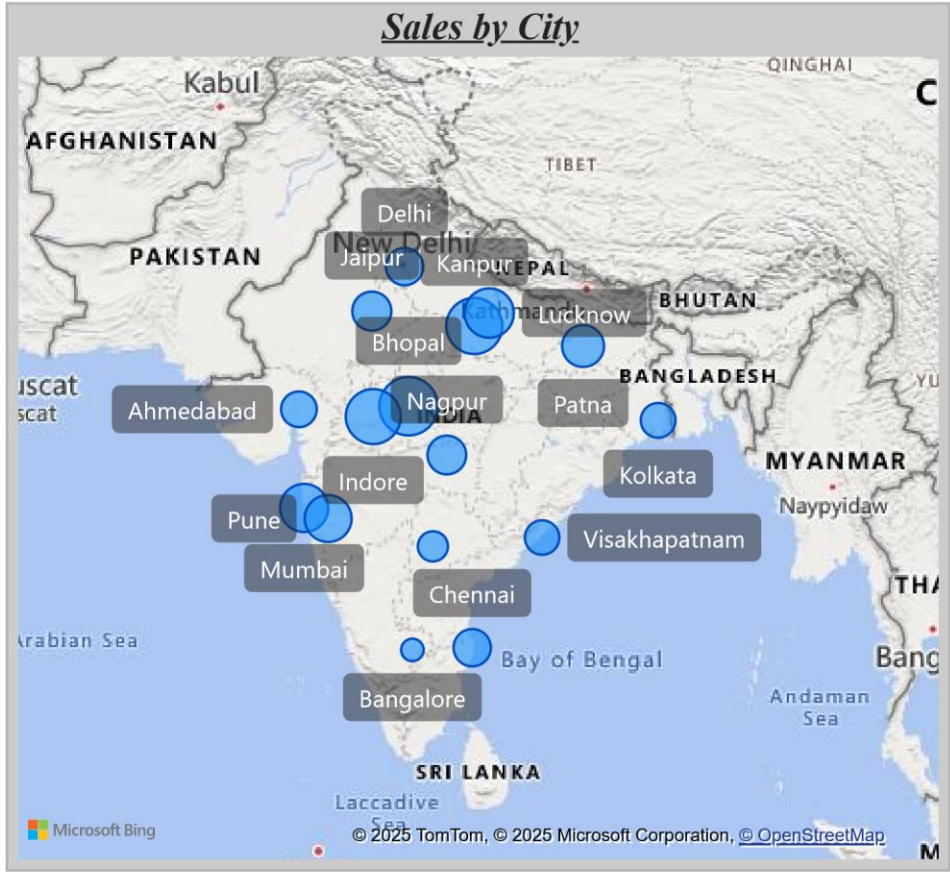 Sales by City
QINGHAI
Kabul
C
AFGHANISTAN
TIBET
Delhi
New Delhi
PAKISTAN
Jaipur
Kanpur
NEPAL
BHUTAN
Kathmandu
Lucknow
Bhopal
BANGLADESH
uscat
YU
Nagpur
Ahmedabad
Patna
scat
INDIA
MYANMAR
Kolkata
Indore
Naypyidaw
Pune
Visakhapatnam
Mumbai
THA
Chennai
Arabian Sea
Bay of Bengal
Bang
Andaman
Sea
Bangalore
SRI LANKA
Laccadive
Sea
Microsoft Bing
© 2025 TomTom, © 2025 Microsoft Corporation, © OpenStreetMap
M